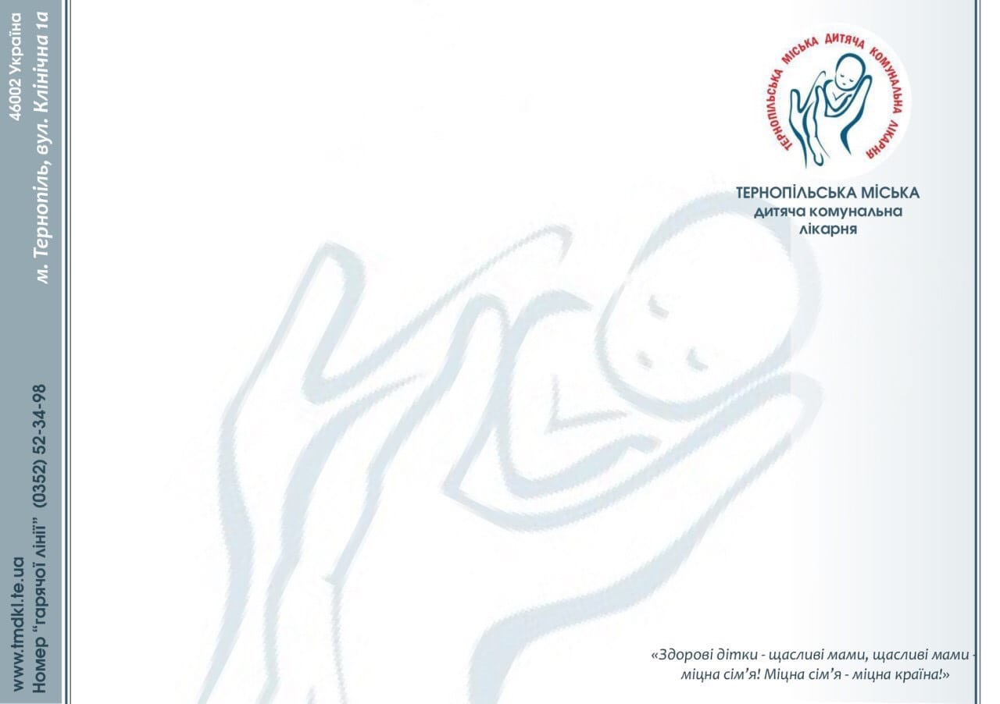 46002 Україна
м. Тернопіль, вул. Клінічна 1а
www.tmdkl.te.ua
Номер “гарячої лінії” (0352) 52-34-98
ТЕРНОПІЛЬСЬКА МІСЬКА ДИТЯЧА КОМУНАЛЬНА ЛІКАРНЯ
ТЕРНОПІЛЬСЬКА МІСЬКА
дитяча комунальна
лікарня
«Здорові дітки - щасливі мами, щасливі мами -
міцна сім’я! Міцна сім’я - міцна країна!»